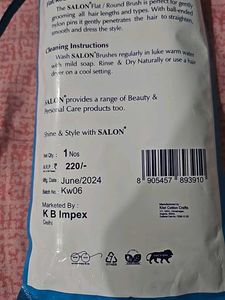 The SALON® Flat / Round Brush is perfect for gently
grooming all hair lengths and types. With ball-ended
nylon pins it gently penetrates the hair to straighten,
smooth and dress the style.
Cleaning Instructions
Wash SALON® Brushes regularly in luke warm water
with mild soap. Rinse & Dry Naturally or use a hair
dryer on a cool setting.
SALON® provides a range of Beauty &
Personal Care products too.
Shine & Style with SALON®
Net Qty : 1 Nos
M.R.P. : ₹ 220/-
Mfg. Date : June/2024
Batch No. : Kw06
Marketed By :
K B Impex
Delhi
8 905457 893910
Manufactured by